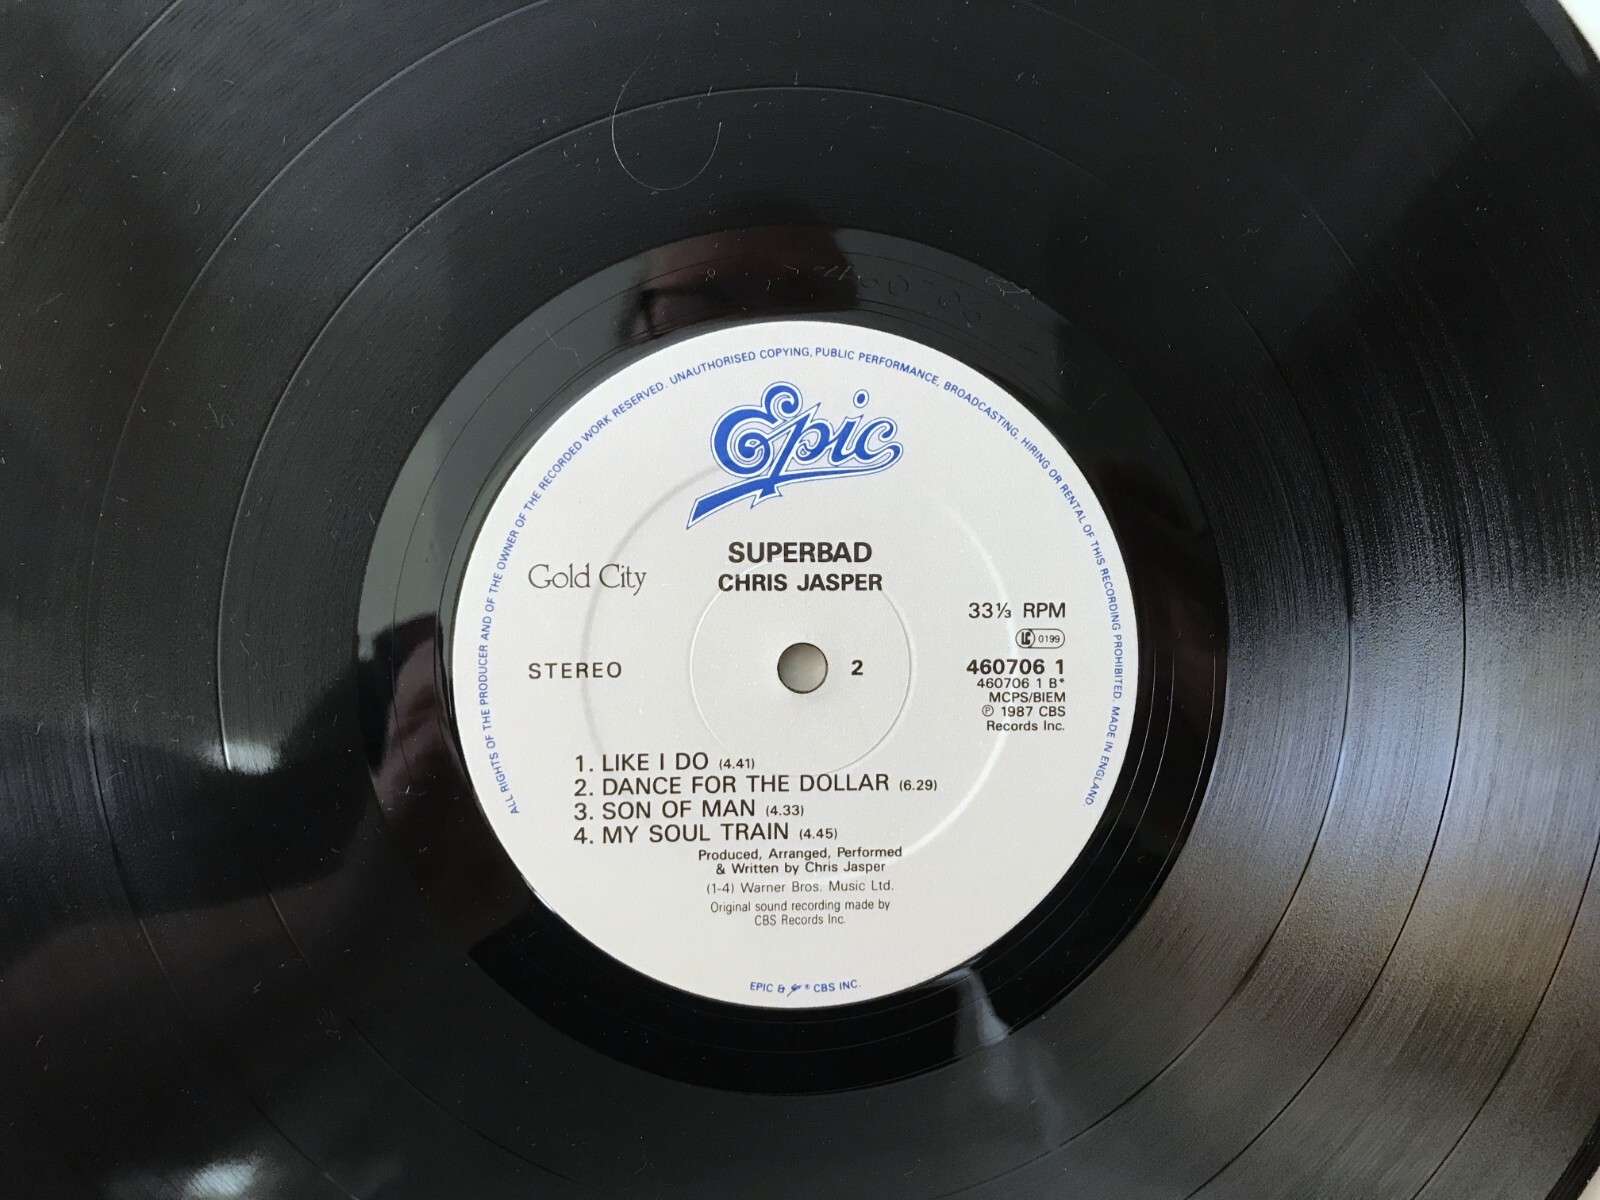 ALL RIGHTS OF THE PRODUCER AND OF THE OWNER OF THE RECORDED WORK RESERVED. UNAUTHORISED COPYING, PUBLIC PERFORMANCE, BROADCASTING, HIRING OR RENTAL OF THIS RECORDING PROHIBITED. MADE IN ENGLAND.
Epic
SUPERBAD
CHRIS JASPER
Gold City
33⅓ RPM
LC 0199
STEREO
2
460706 1
460706 1 B*
MCPS/BIEM
℗ 1987 CBS
Records Inc.
1. LIKE I DO (4.41)
2. DANCE FOR THE DOLLAR (6.29)
3. SON OF MAN (4.33)
4. MY SOUL TRAIN (4.45)
Produced, Arranged, Performed
& Written by Chris Jasper
(1-4) Warner Bros. Music Ltd.
Original sound recording made by
CBS Records Inc.
EPIC & ® CBS INC.